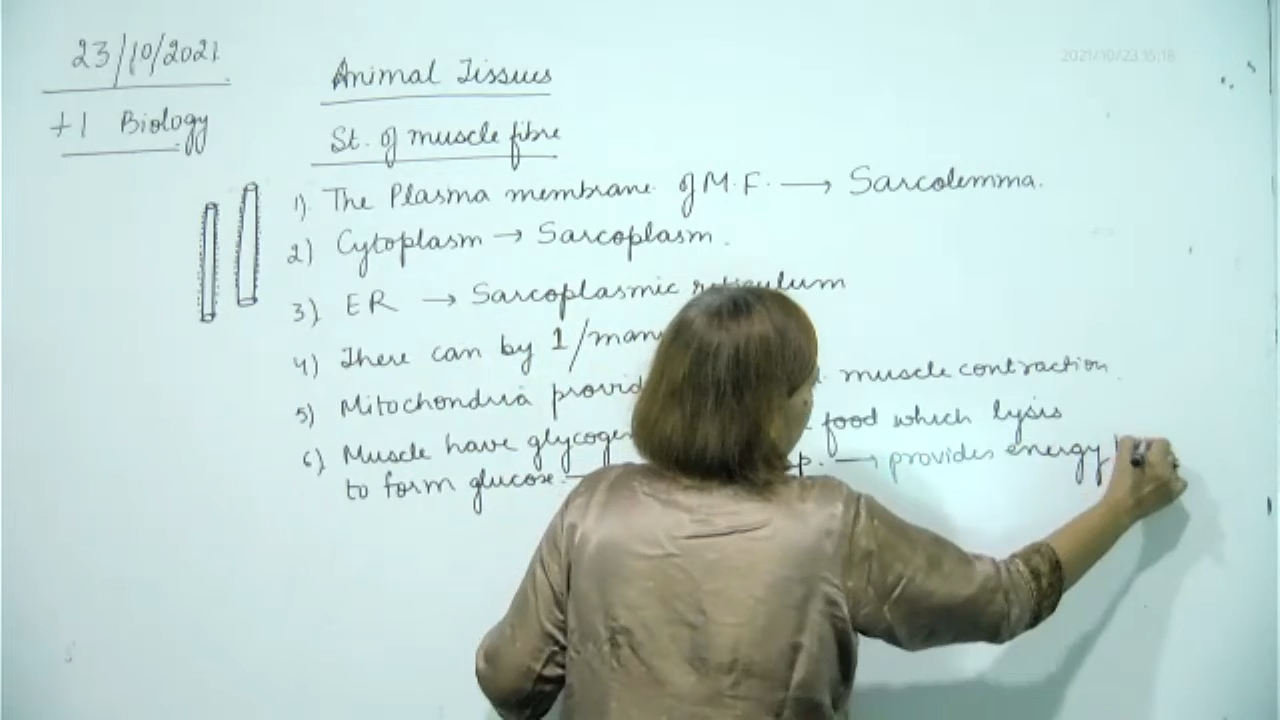 23/10/2021
+1 Biology
2021/10/23 15:18
Animal Tissues
St. of muscle fibre
1) The Plasma membrane of M.F. → Sarcolemma.
2) Cytoplasm → Sarcoplasm.
3) ER → Sarcoplasmic reticulum
4) There can by 1/many
5) Mitochondria muscle contraction.
6) Muscle have food which lysis
to form glucose. → provides energy